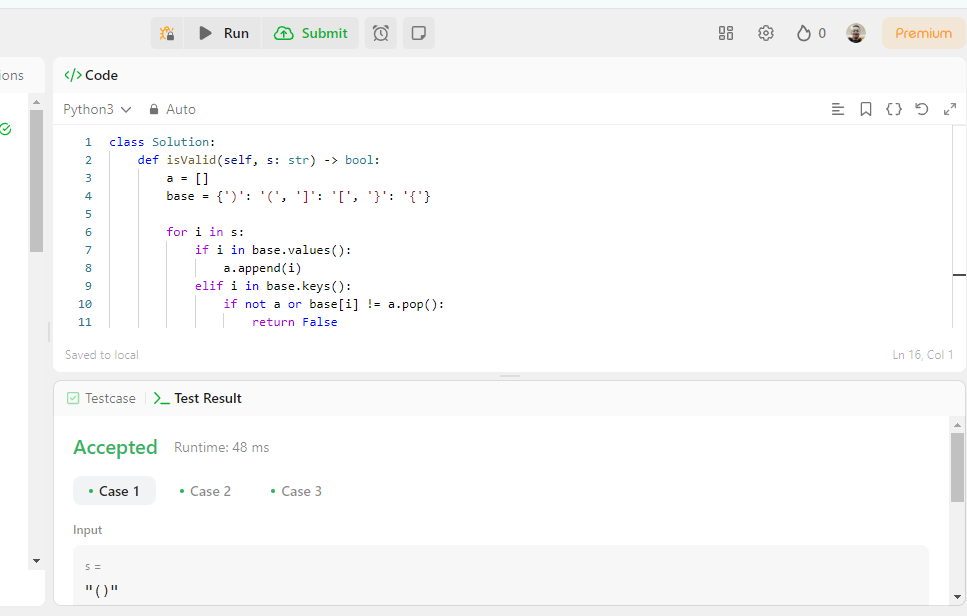 Run Submit 0 Premium
ions
</> Code
Python3 Auto
1 class Solution:
2 def isValid(self, s: str) -> bool:
3 a = []
4 base = {')': '(', ']': '[', '}': '{'}
5
6 for i in s:
7 if i in base.values():
8 a.append(i)
9 elif i in base.keys():
10 if not a or base[i] != a.pop():
11 return False
Saved to local Ln 16, Col 1
Testcase Test Result
Accepted Runtime: 48 ms
• Case 1 • Case 2 • Case 3
Input
s =
"()"